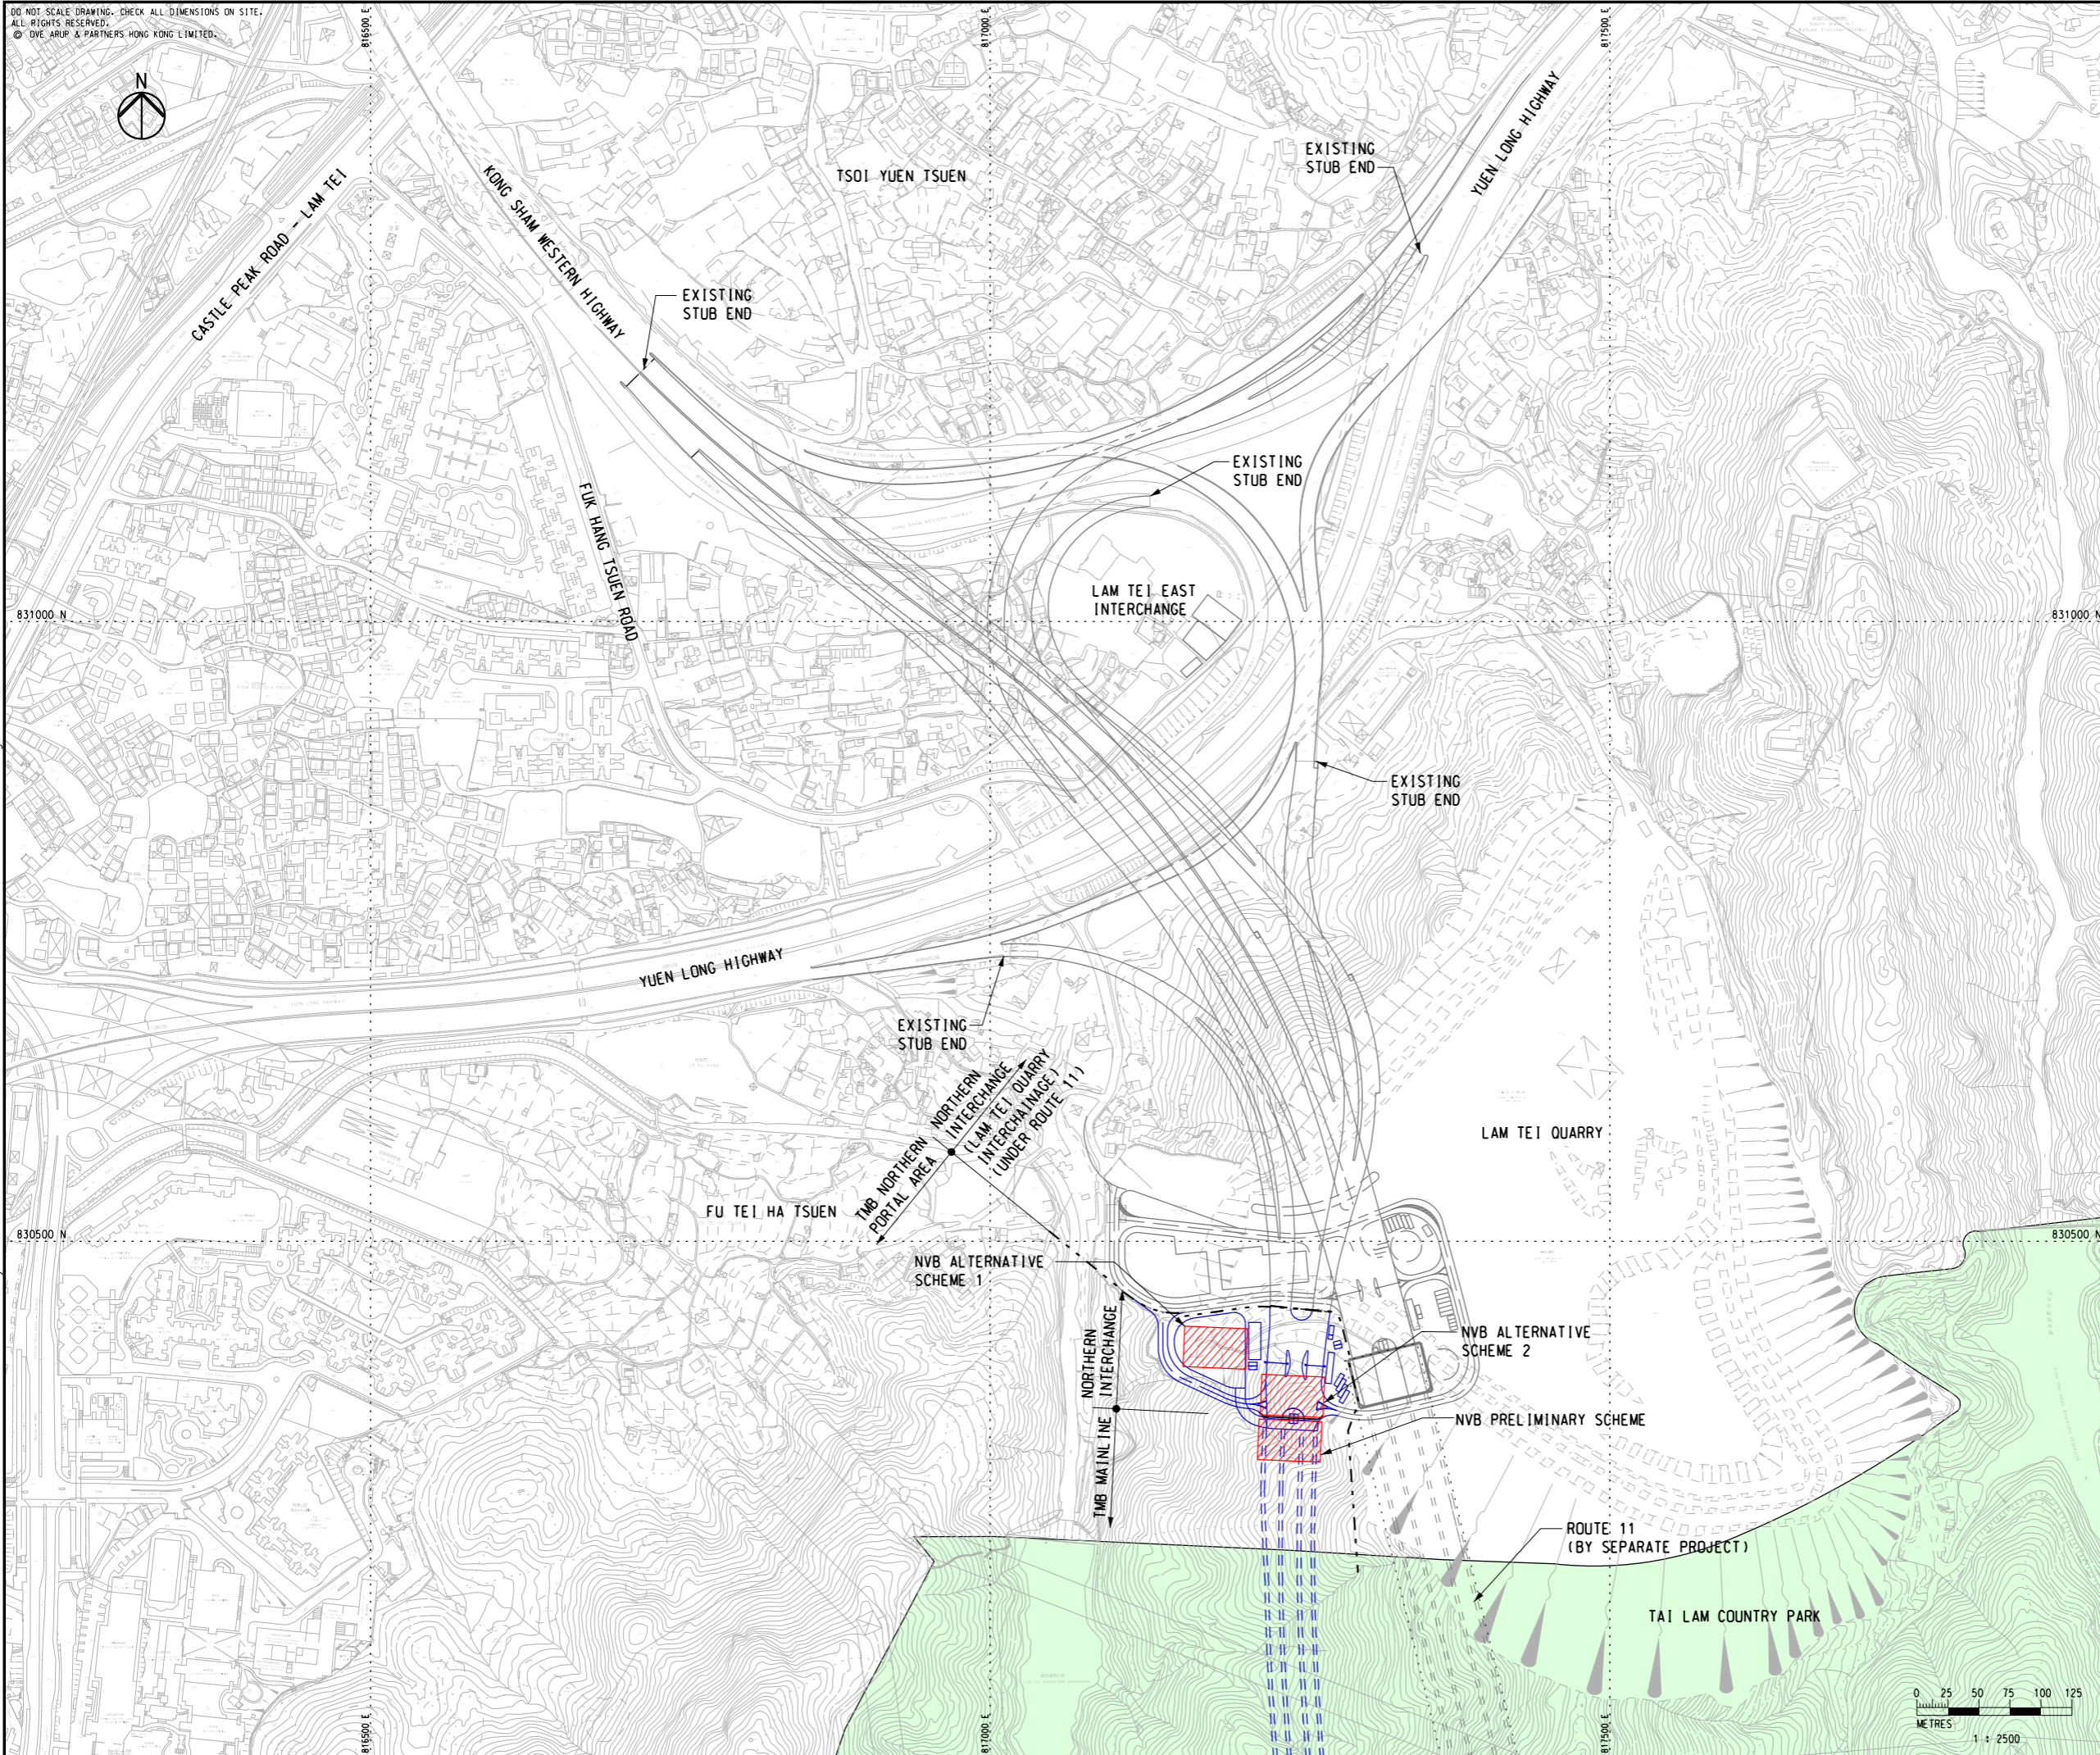 DO NOT SCALE DRAWING. CHECK ALL DIMENSIONS ON SITE.
ALL RIGHTS RESERVED.
© OVE ARUP & PARTNERS HONG KONG LIMITED.
816500 E
817000 E
817500 E
N
CASTLE PEAK ROAD - LAM TEI
KONG SHAM WESTERN HIGHWAY
TSOI YUEN TSUEN
EXISTING
STUB END
YUEN LONG HIGHWAY
EXISTING
STUB END
EXISTING
STUB END
FUK HANG TSUEN ROAD
KONG SHAM WESTERN HIGHWAY
LAM TEI EAST
INTERCHANGE
831000 N
831000 N
EXISTING
STUB END
YUEN LONG HIGHWAY
EXISTING
STUB END
TMB NORTHERN
PORTAL AREA
NORTHERN
INTERCHANGE
(LAM TEI QUARRY
INTERCHAINAGE)
(UNDER ROUTE 11)
LAM TEI QUARRY
FU TEI HA TSUEN
830500 N
830500 N
NVB ALTERNATIVE
SCHEME 1
NORTHERN
INTERCHANGE
TMB MAINLINE
NVB ALTERNATIVE
SCHEME 2
NVB PRELIMINARY SCHEME
ROUTE 11
(BY SEPARATE PROJECT)
TAI LAM COUNTRY PARK
0 25 50 75 100 125
METRES
1 : 2500
816500 E
817000 E
817500 E